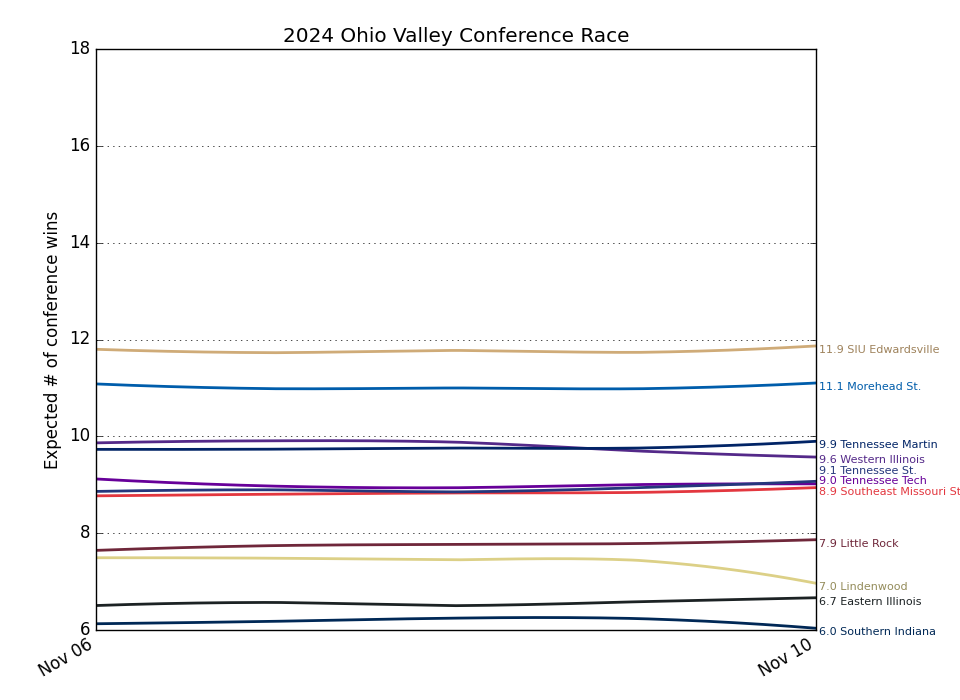 2024 Ohio Valley Conference Race
Expected # of conference wins
18
16
14
12
10
8
6
Nov 06
Nov 10
11.9 SIU Edwardsville
11.1 Morehead St.
9.9 Tennessee Martin
9.6 Western Illinois
9.1 Tennessee St.
9.0 Tennessee Tech
8.9 Southeast Missouri St
7.9 Little Rock
7.0 Lindenwood
6.7 Eastern Illinois
6.0 Southern Indiana